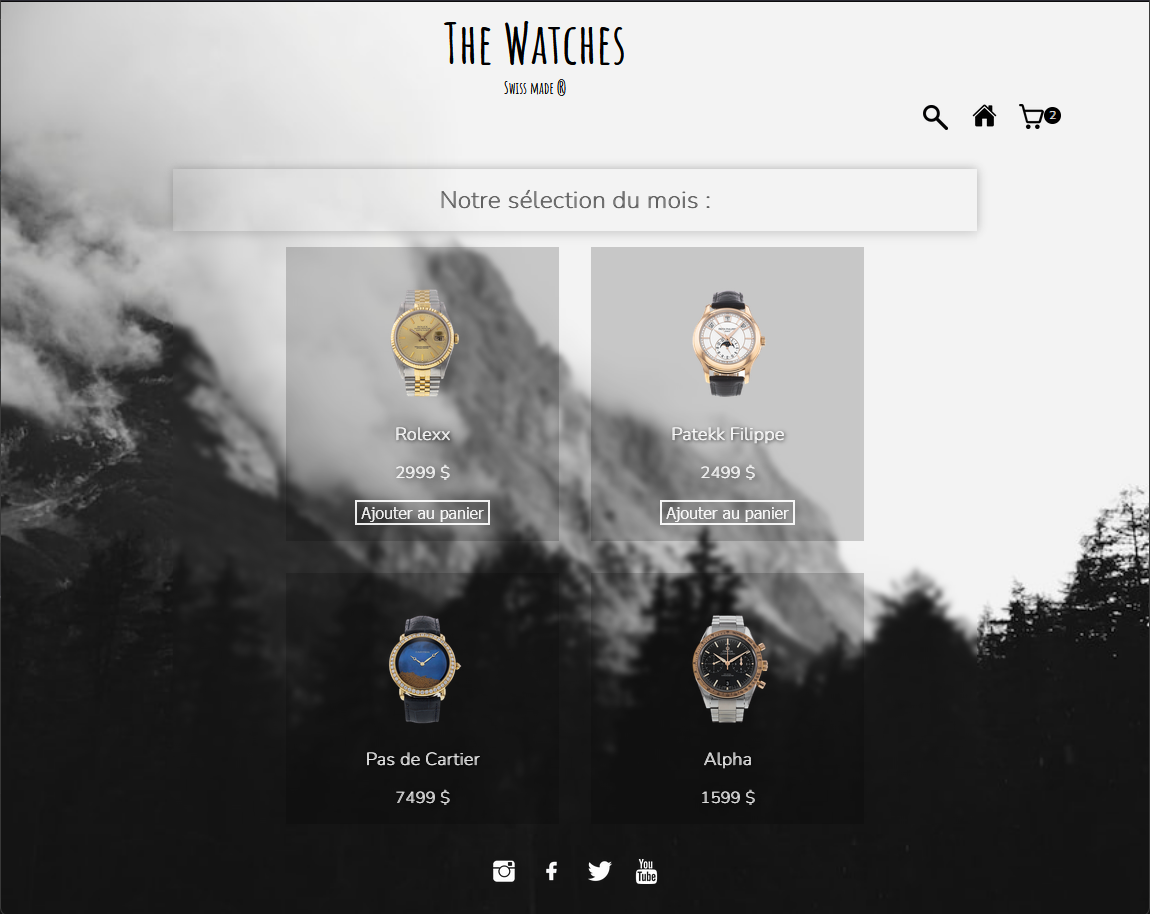 The Watches
Swiss made ®
2
Notre sélection du mois :
Rolexx
2999 $
Ajouter au panier
Patekk Filippe
2499 $
Ajouter au panier
Pas de Cartier
7499 $
Alpha
1599 $
You
Tube